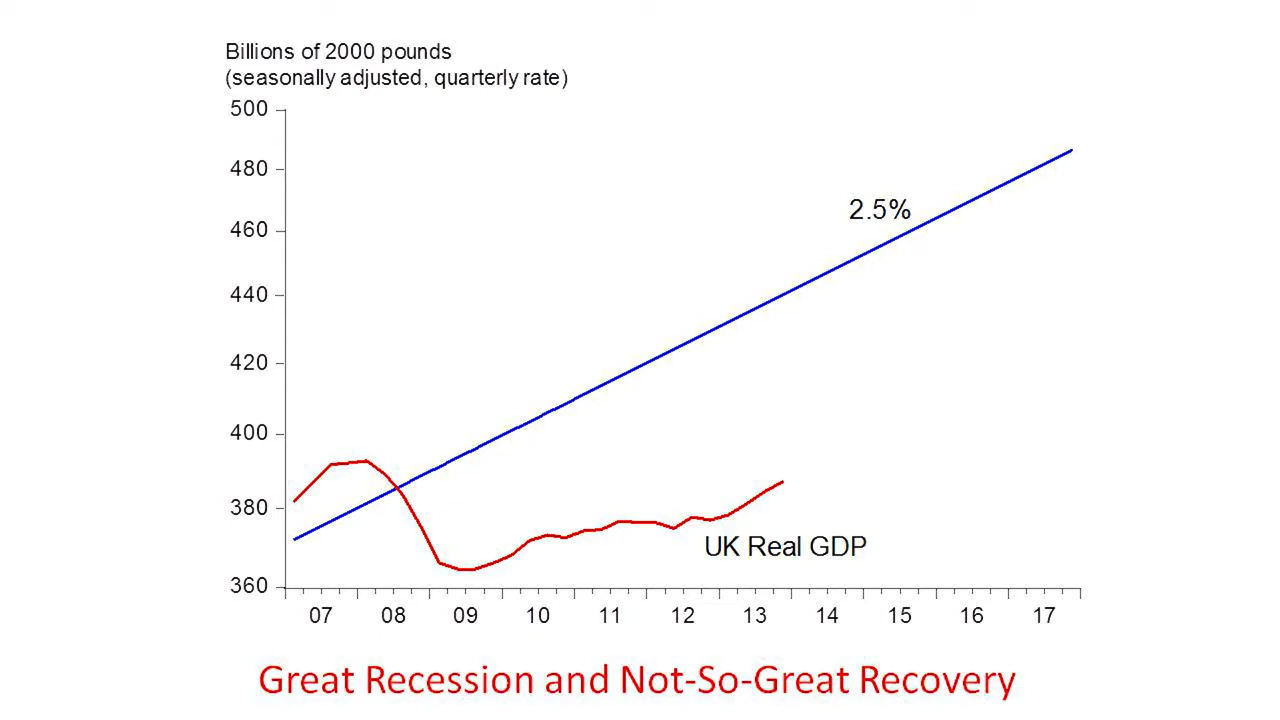 Billions of 2000 pounds
(seasonally adjusted, quarterly rate)
500
480
460
440
420
400
380
360
2.5%
UK Real GDP
07 08 09 10 11 12 13 14 15 16 17
Great Recession and Not-So-Great Recovery